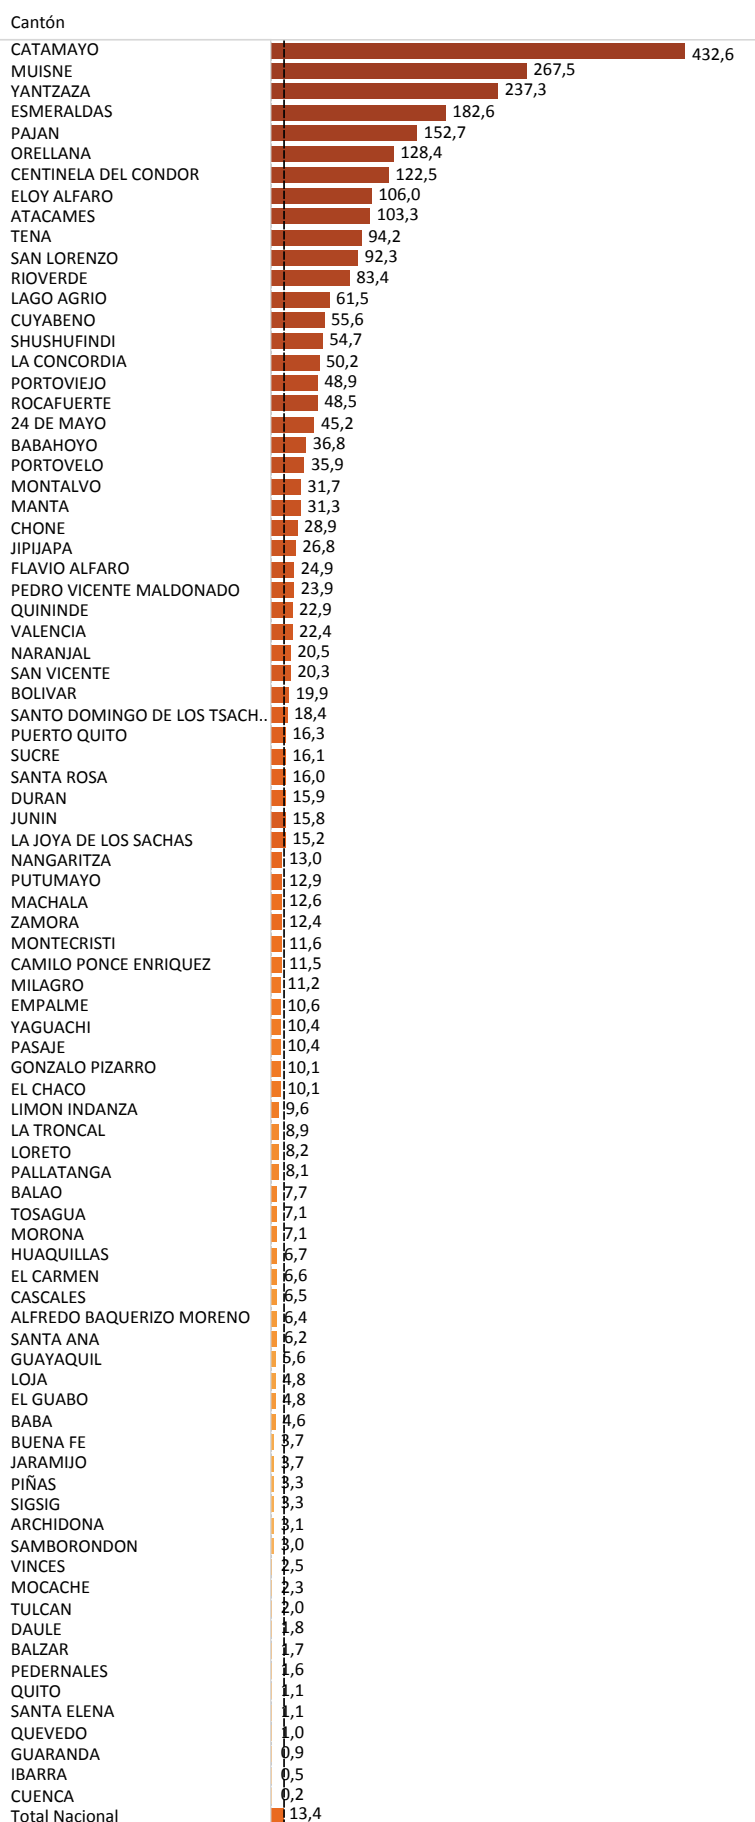 Cantón
CATAMAYO 432,6
MUISNE 267,5
YANTZAZA 237,3
ESMERALDAS 182,6
PAJAN 152,7
ORELLANA 128,4
CENTINELA DEL CONDOR 122,5
ELOY ALFARO 106,0
ATACAMES 103,3
TENA 94,2
SAN LORENZO 92,3
RIOVERDE 83,4
LAGO AGRIO 61,5
CUYABENO 55,6
SHUSHUFINDI 54,7
LA CONCORDIA 50,2
PORTOVIEJO 48,9
ROCAFUERTE 48,5
24 DE MAYO 45,2
BABAHOYO 36,8
PORTOVELO 35,9
MONTALVO 31,7
MANTA 31,3
CHONE 28,9
JIPIJAPA 26,8
FLAVIO ALFARO 24,9
PEDRO VICENTE MALDONADO 23,9
QUININDE 22,9
VALENCIA 22,4
NARANJAL 20,5
SAN VICENTE 20,3
BOLIVAR 19,9
SANTO DOMINGO DE LOS TSACH.. 18,4
PUERTO QUITO 16,3
SUCRE 16,1
SANTA ROSA 16,0
DURAN 15,9
JUNIN 15,8
LA JOYA DE LOS SACHAS 15,2
NANGARITZA 13,0
PUTUMAYO 12,9
MACHALA 12,6
ZAMORA 12,4
MONTECRISTI 11,6
CAMILO PONCE ENRIQUEZ 11,5
MILAGRO 11,2
EMPALME 10,6
YAGUACHI 10,4
PASAJE 10,4
GONZALO PIZARRO 10,1
EL CHACO 10,1
LIMON INDANZA 9,6
LA TRONCAL 8,9
LORETO 8,2
PALLATANGA 8,1
BALAO 7,7
TOSAGUA 7,1
MORONA 7,1
HUAQUILLAS 6,7
EL CARMEN 6,6
CASCALES 6,5
ALFREDO BAQUERIZO MORENO 6,4
SANTA ANA 6,2
GUAYAQUIL 5,6
LOJA 4,8
EL GUABO 4,8
BABA 4,6
BUENA FE 3,7
JARAMIJO 3,7
PIÑAS 3,3
SIGSIG 3,3
ARCHIDONA 3,1
SAMBORONDON 3,0
VINCES 2,5
MOCACHE 2,3
TULCAN 2,0
DAULE 1,8
BALZAR 1,7
PEDERNALES 1,6
QUITO 1,1
SANTA ELENA 1,1
QUEVEDO 1,0
GUARANDA 0,9
IBARRA 0,5
CUENCA 0,2
Total Nacional 13,4